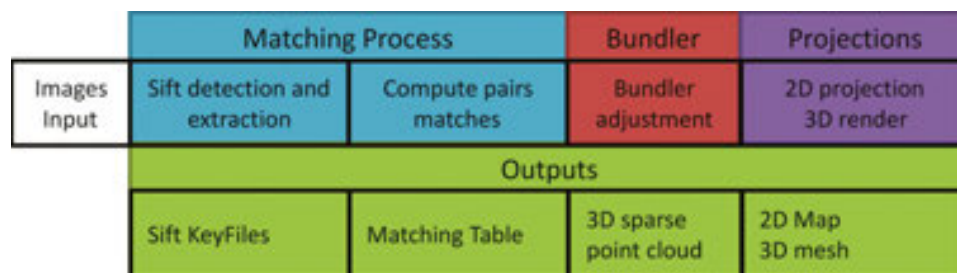 Matching Process
Bundler
Projections
Images
Input
Sift detection and
extraction
Compute pairs
matches
Bundler
adjustment
2D projection
3D render
Outputs
Sift KeyFiles
Matching Table
3D sparse
point cloud
2D Map
3D mesh